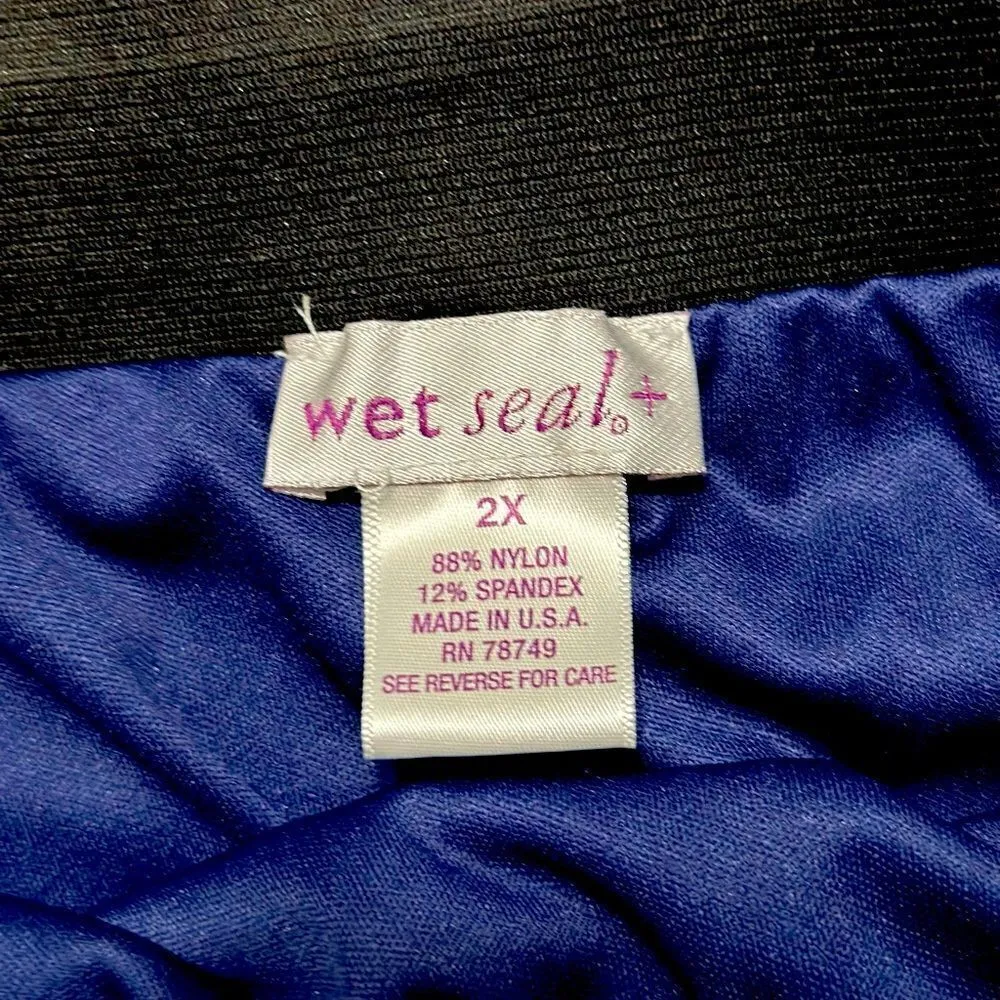 wet seal®+
2X
88% NYLON
12% SPANDEX
MADE IN U.S.A.
RN 78749
SEE REVERSE FOR CARE